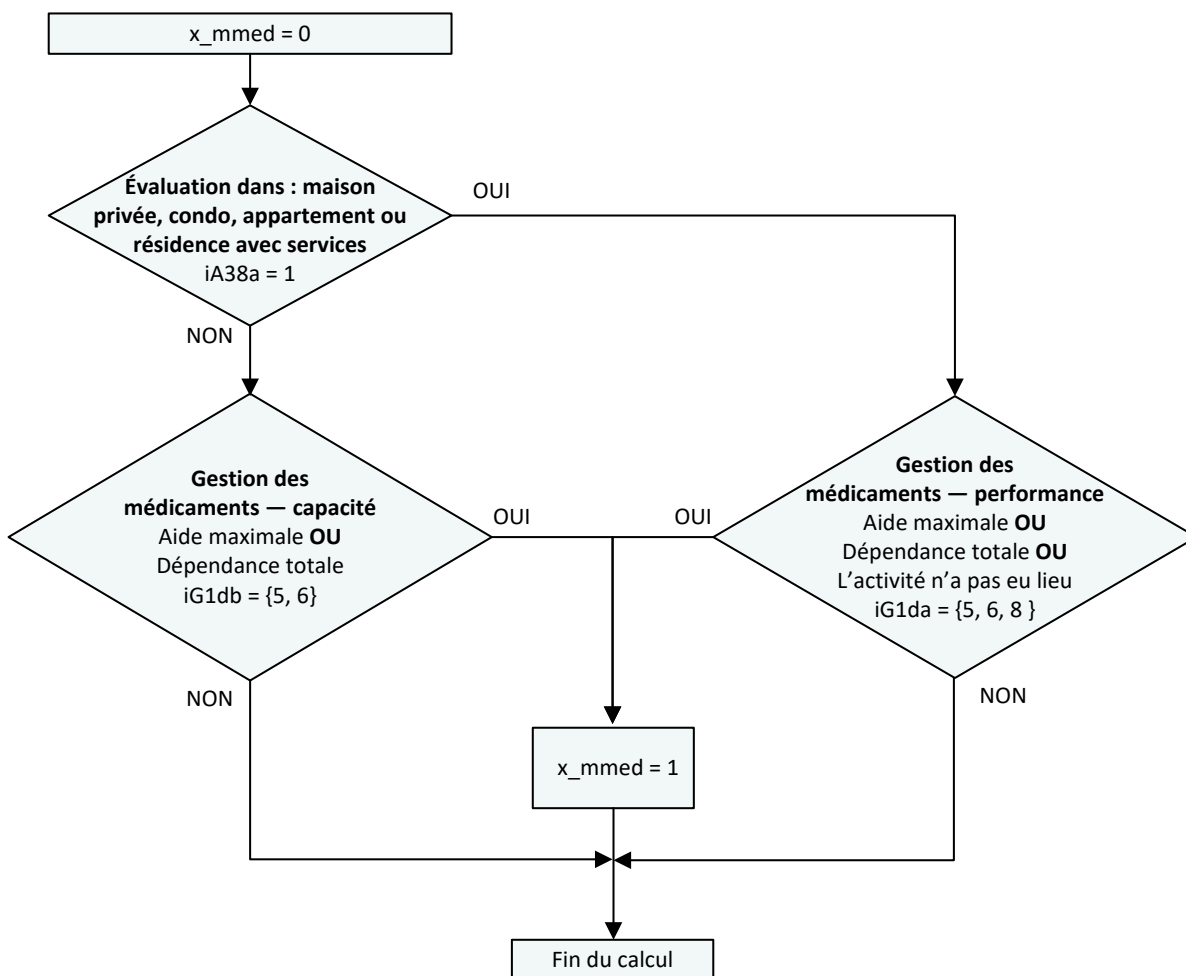 x_mmed = 0
Évaluation dans : maison
privée, condo, appartement ou
résidence avec services
iA38a = 1
OUI
NON
Gestion des
médicaments — capacité
Aide maximale OU
Dépendance totale
iG1db = {5, 6}
OUI
OUI
Gestion des
médicaments — performance
Aide maximale OU
Dépendance totale OU
L’activité n’a pas eu lieu
iG1da = {5, 6, 8 }
NON
NON
x_mmed = 1
Fin du calcul